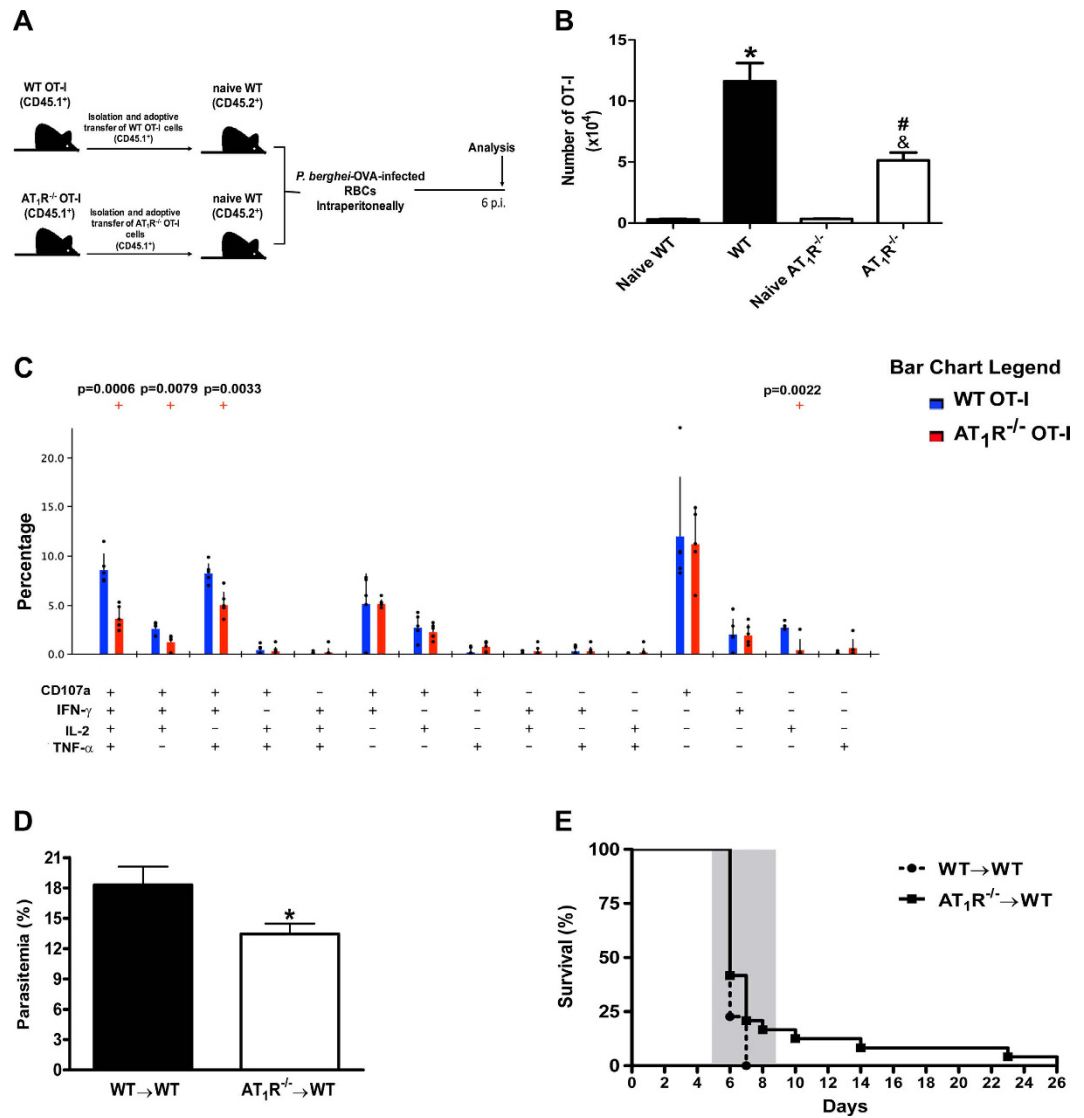 A
WT OT-I
(CD45.1⁺)
Isolation and adoptive
transfer of WT OT-I cells
(CD45.1⁺)
naive WT
(CD45.2⁺)
AT₁R⁻/⁻ OT-I
(CD45.1⁺)
Isolation and adoptive
transfer of AT₁R⁻/⁻ OT-I
cells
(CD45.1⁺)
naive WT
(CD45.2⁺)
P. berghei-OVA-infected
RBCs
Intraperitoneally
Analysis
6 p.i.
B
Number of OT-I
(x10⁴)
15
10
5
0
*
#
&
Naive WT
WT
Naive AT₁R⁻/⁻
AT₁R⁻/⁻
C
p=0.0006 p=0.0079 p=0.0033 p=0.0022
+ + + +
Bar Chart Legend
WT OT-I
AT₁R⁻/⁻ OT-I
Percentage
20.0
15.0
10.0
5.0
0.0
CD107a + + + + − + + + − − − + − − −
IFN-γ + + + − + + − − + + − − + − −
IL-2 + + − + + − + − + − + − − + −
TNF-α + − + + + − − + − + + − − − +
D
Parasitemia (%)
21
18
15
12
9
6
3
0
*
WT→WT
AT₁R⁻/⁻→WT
E
Survival (%)
100
75
50
25
0
WT→WT
AT₁R⁻/⁻→WT
0 2 4 6 8 10 12 14 16 18 20 22 24 26
Days